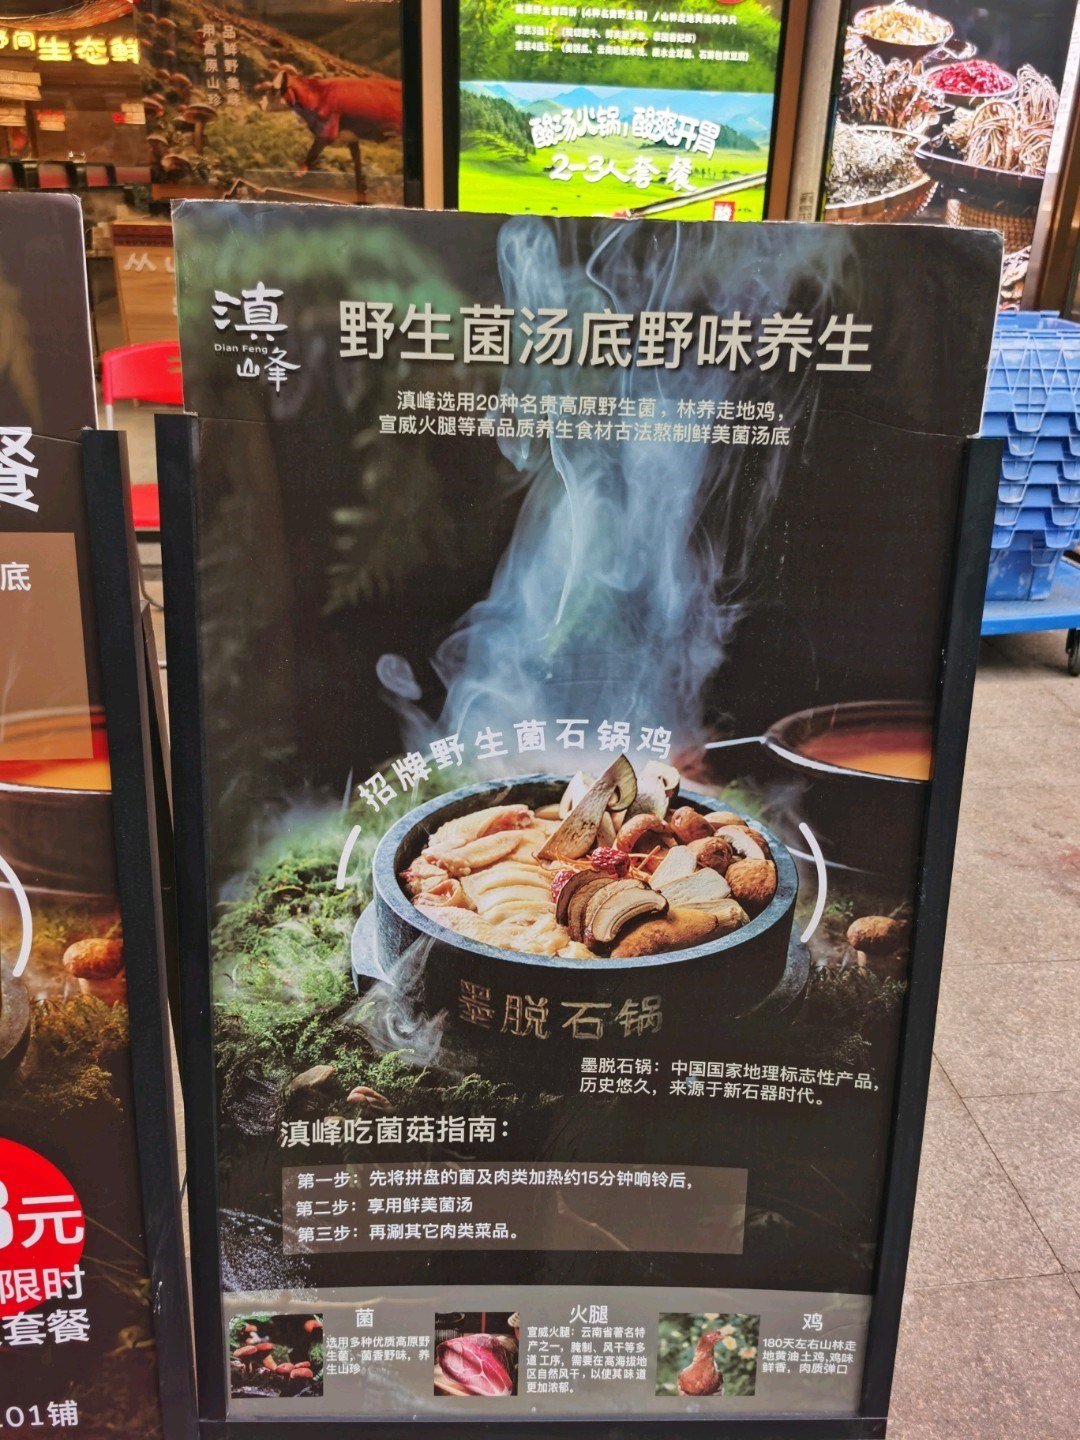 生态鲜
品鲜野美露
用高原山珍
酸汤火锅，酸爽开胃
2-3人套餐
滇峰
Dian Feng
野生菌汤底野味养生
滇峰选用20种名贵高原野生菌，林养走地鸡，
宣威火腿等高品质养生食材古法熬制鲜美菌汤底
招牌野生菌石锅鸡
墨脱石锅
墨脱石锅：中国国家地理标志性产品，
历史悠久，来源于新石器时代。
滇峰吃菌菇指南：
第一步：先将拼盘的菌及肉类加热约15分钟响铃后，
第二步：享用鲜美菌汤
第三步：再涮其它肉类菜品。
菌
选用多种优质高原野
生菌，菌香野味，养
生山珍
火腿
宣威火腿：云南省著名特
产之一，腌制、风干等多
道工序，需要在高海拔地
区自然风干，以使其味道
更加浓郁。
鸡
180天左右山林走
地黄油土鸡,鸡味
鲜香，肉质弹口
餐
底
元
限时
套餐
101铺